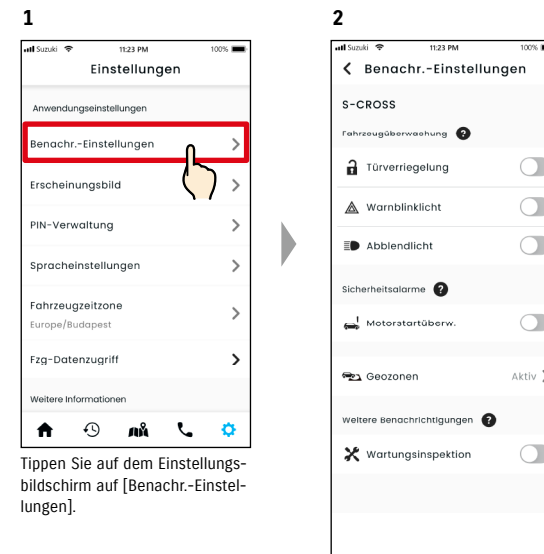 1
Suzuki 11:23 PM 100%
Einstellungen
Anwendungseinstellungen
Benachr.-Einstellungen
Erscheinungsbild
PIN-Verwaltung
Spracheinstellungen
Fahrzeugzeitzone
Europe/Budapest
Fzg-Datenzugriff
Weitere Informationen
Tippen Sie auf dem Einstellungs-
bildschirm auf [Benachr.-Einstel-
lungen].
2
Suzuki 11:23 PM 100%
Benachr.-Einstellungen
S-CROSS
Fahrzeugüberwachung ?
Türverriegelung
Warnblinklicht
Abblendlicht
Sicherheitsalarme ?
Motorstartüberw.
Geozonen Aktiv
Weitere Benachrichtigungen ?
Wartungsinspektion